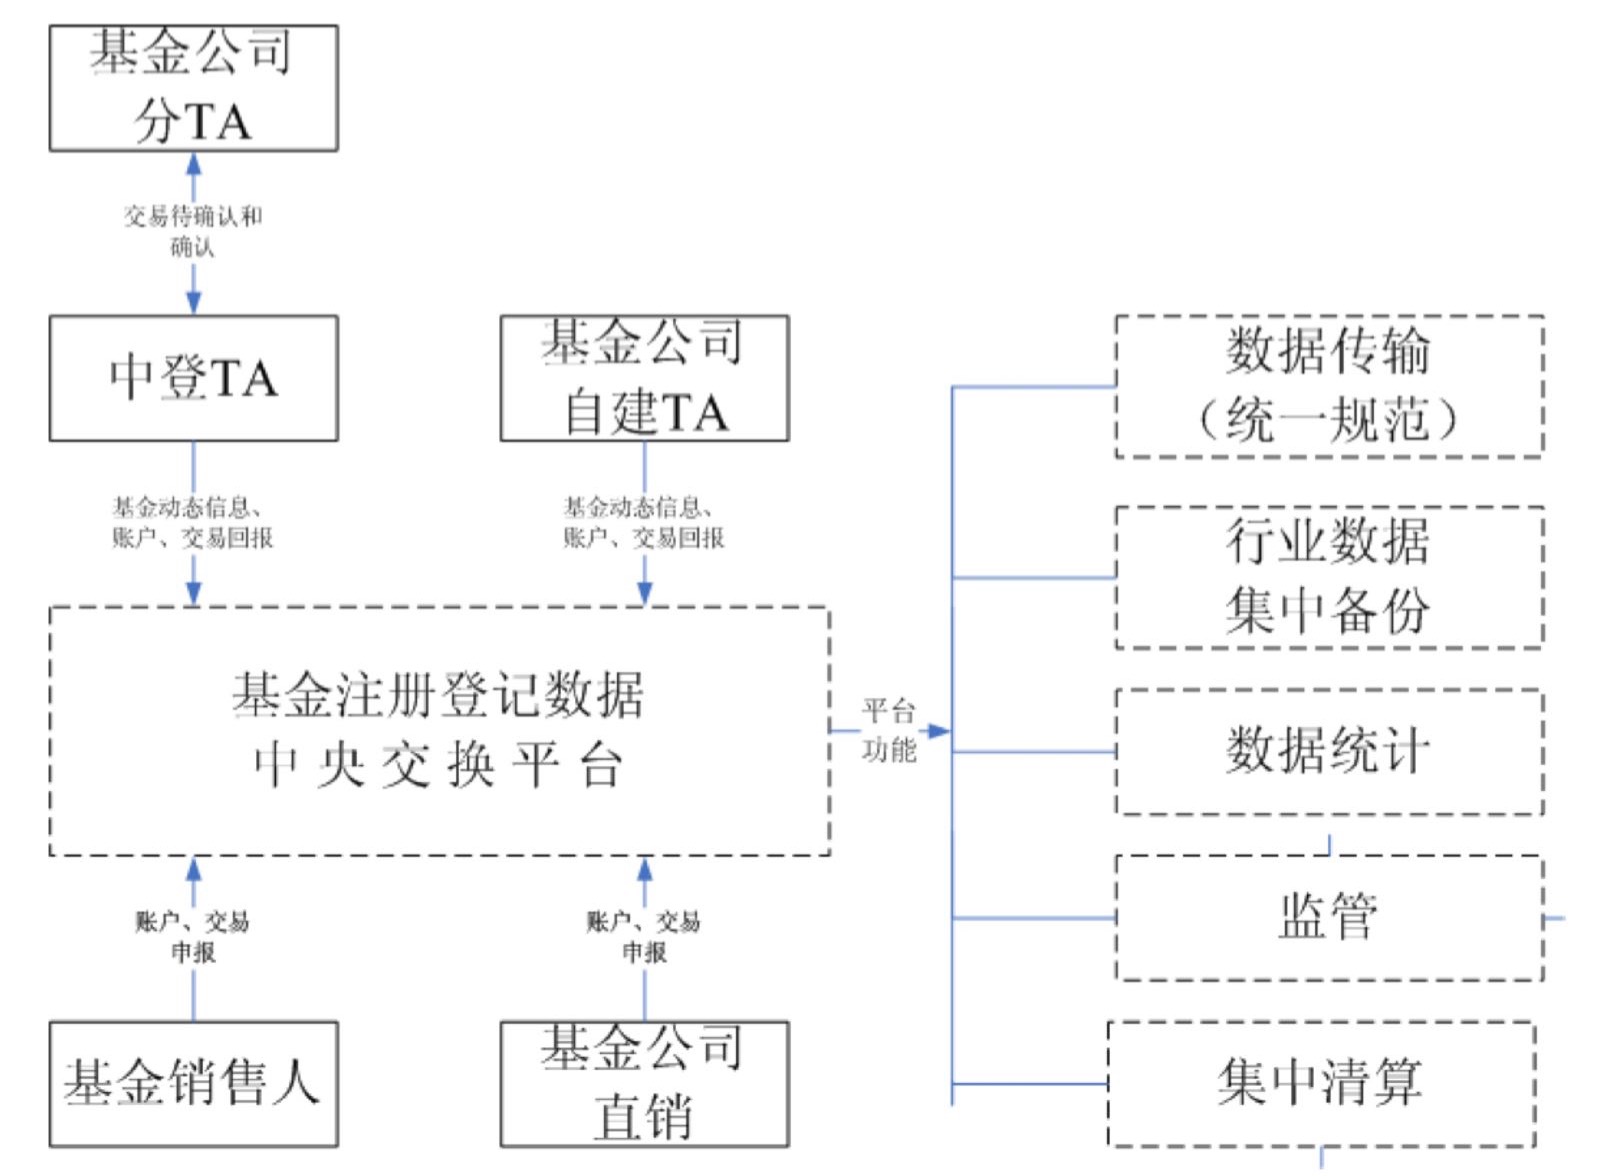 基金公司
分TA
交易待确认和
确认
中登TA
基金公司
自建TA
基金动态信息、
账户、交易回报
基金动态信息、
账户、交易回报
基金注册登记数据
中央交换平台
平台
功能
数据传输
（统一规范）
行业数据
集中备份
数据统计
监管
集中清算
账户、交易
申报
账户、交易
申报
基金销售人
基金公司
直销